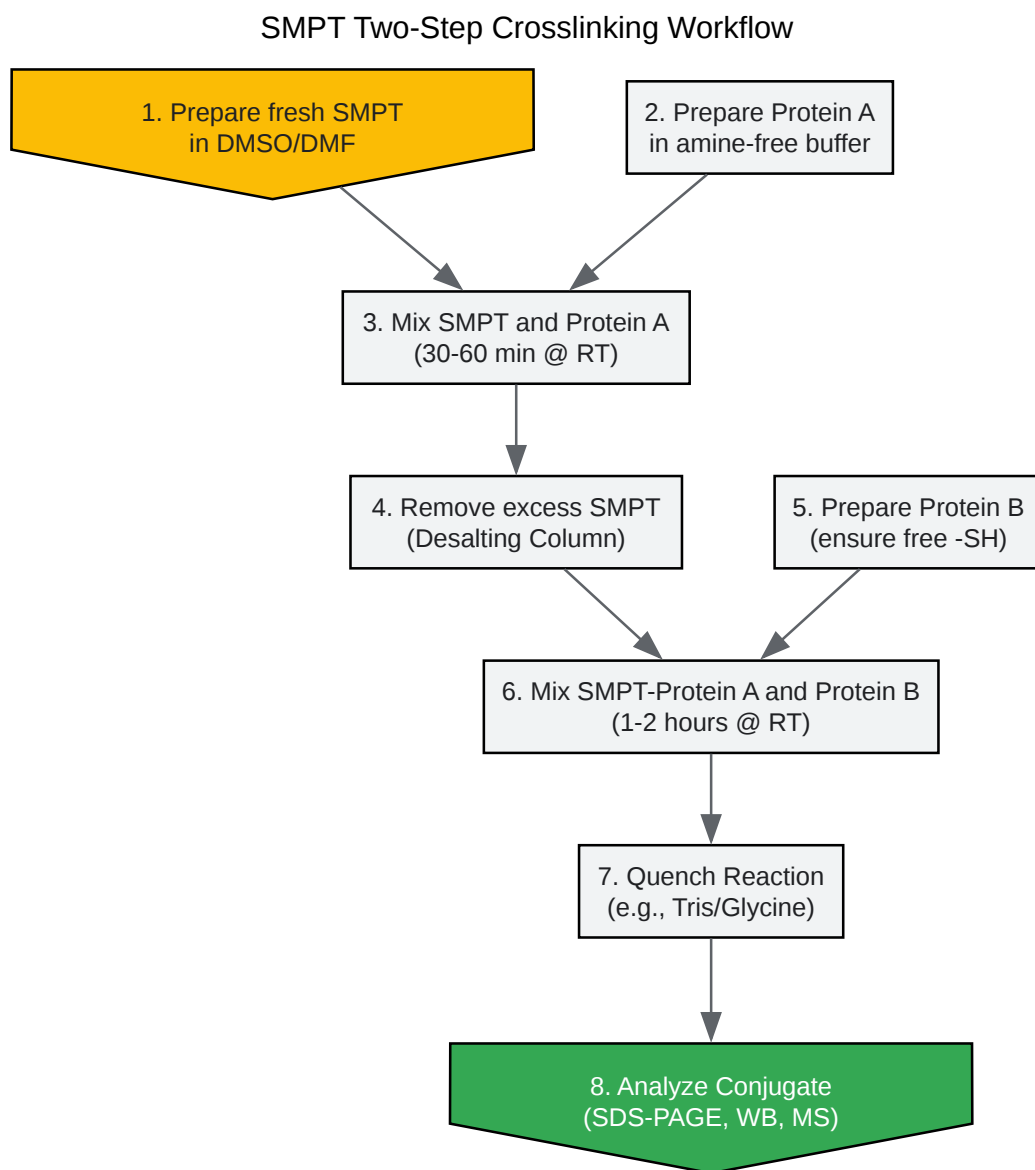 SMPT Two-Step Crosslinking Workflow
1. Prepare fresh SMPT
in DMSO/DMF
2. Prepare Protein A
in amine-free buffer
3. Mix SMPT and Protein A
(30-60 min @ RT)
4. Remove excess SMPT
(Desalting Column)
5. Prepare Protein B
(ensure free -SH)
6. Mix SMPT-Protein A and Protein B
(1-2 hours @ RT)
7. Quench Reaction
(e.g., Tris/Glycine)
8. Analyze Conjugate
(SDS-PAGE, WB, MS)